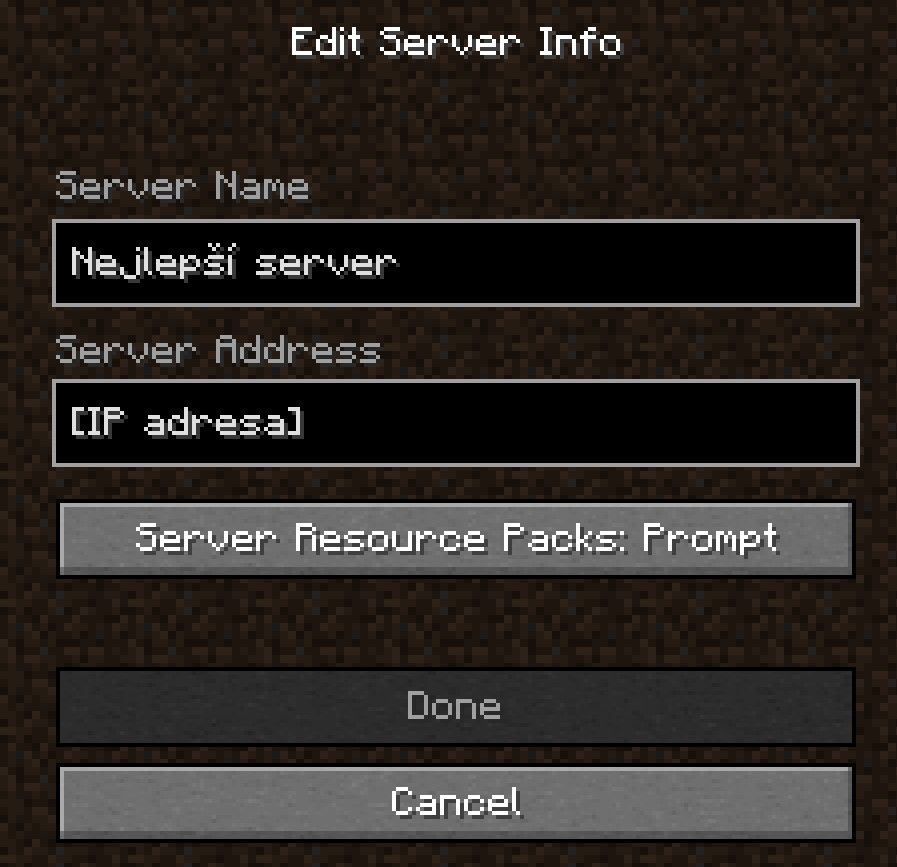 Edit Server Info
Server Name
Nejlepší server
Server Address
[IP adresa]
Server Resource Packs: Prompt
Done
Cancel